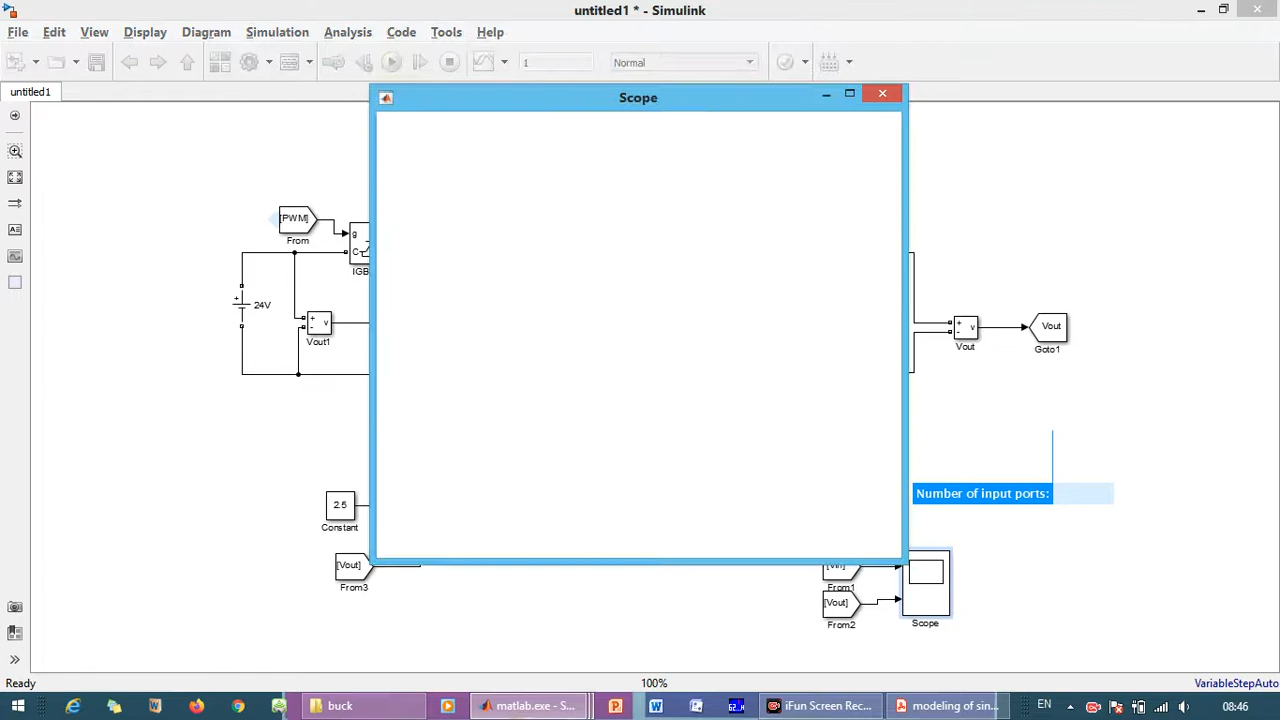 untitled1 * - Simulink
File Edit View Display Diagram Simulation Analysis Code Tools Help
1
Normal
untitled1
Scope
[PWM]
From
g
C
IGB
24V
+
+
-
v
Vout1
+
-
v
Vout
Vout
Goto1
Number of input ports:
2.5
Constant
[Vout]
From3
[Vin]
From1
[Vout]
From2
Scope
Ready
100%
VariableStepAuto
buck
matlab.exe - S...
iFun Screen Rec...
modeling of sin...
EN
08:46